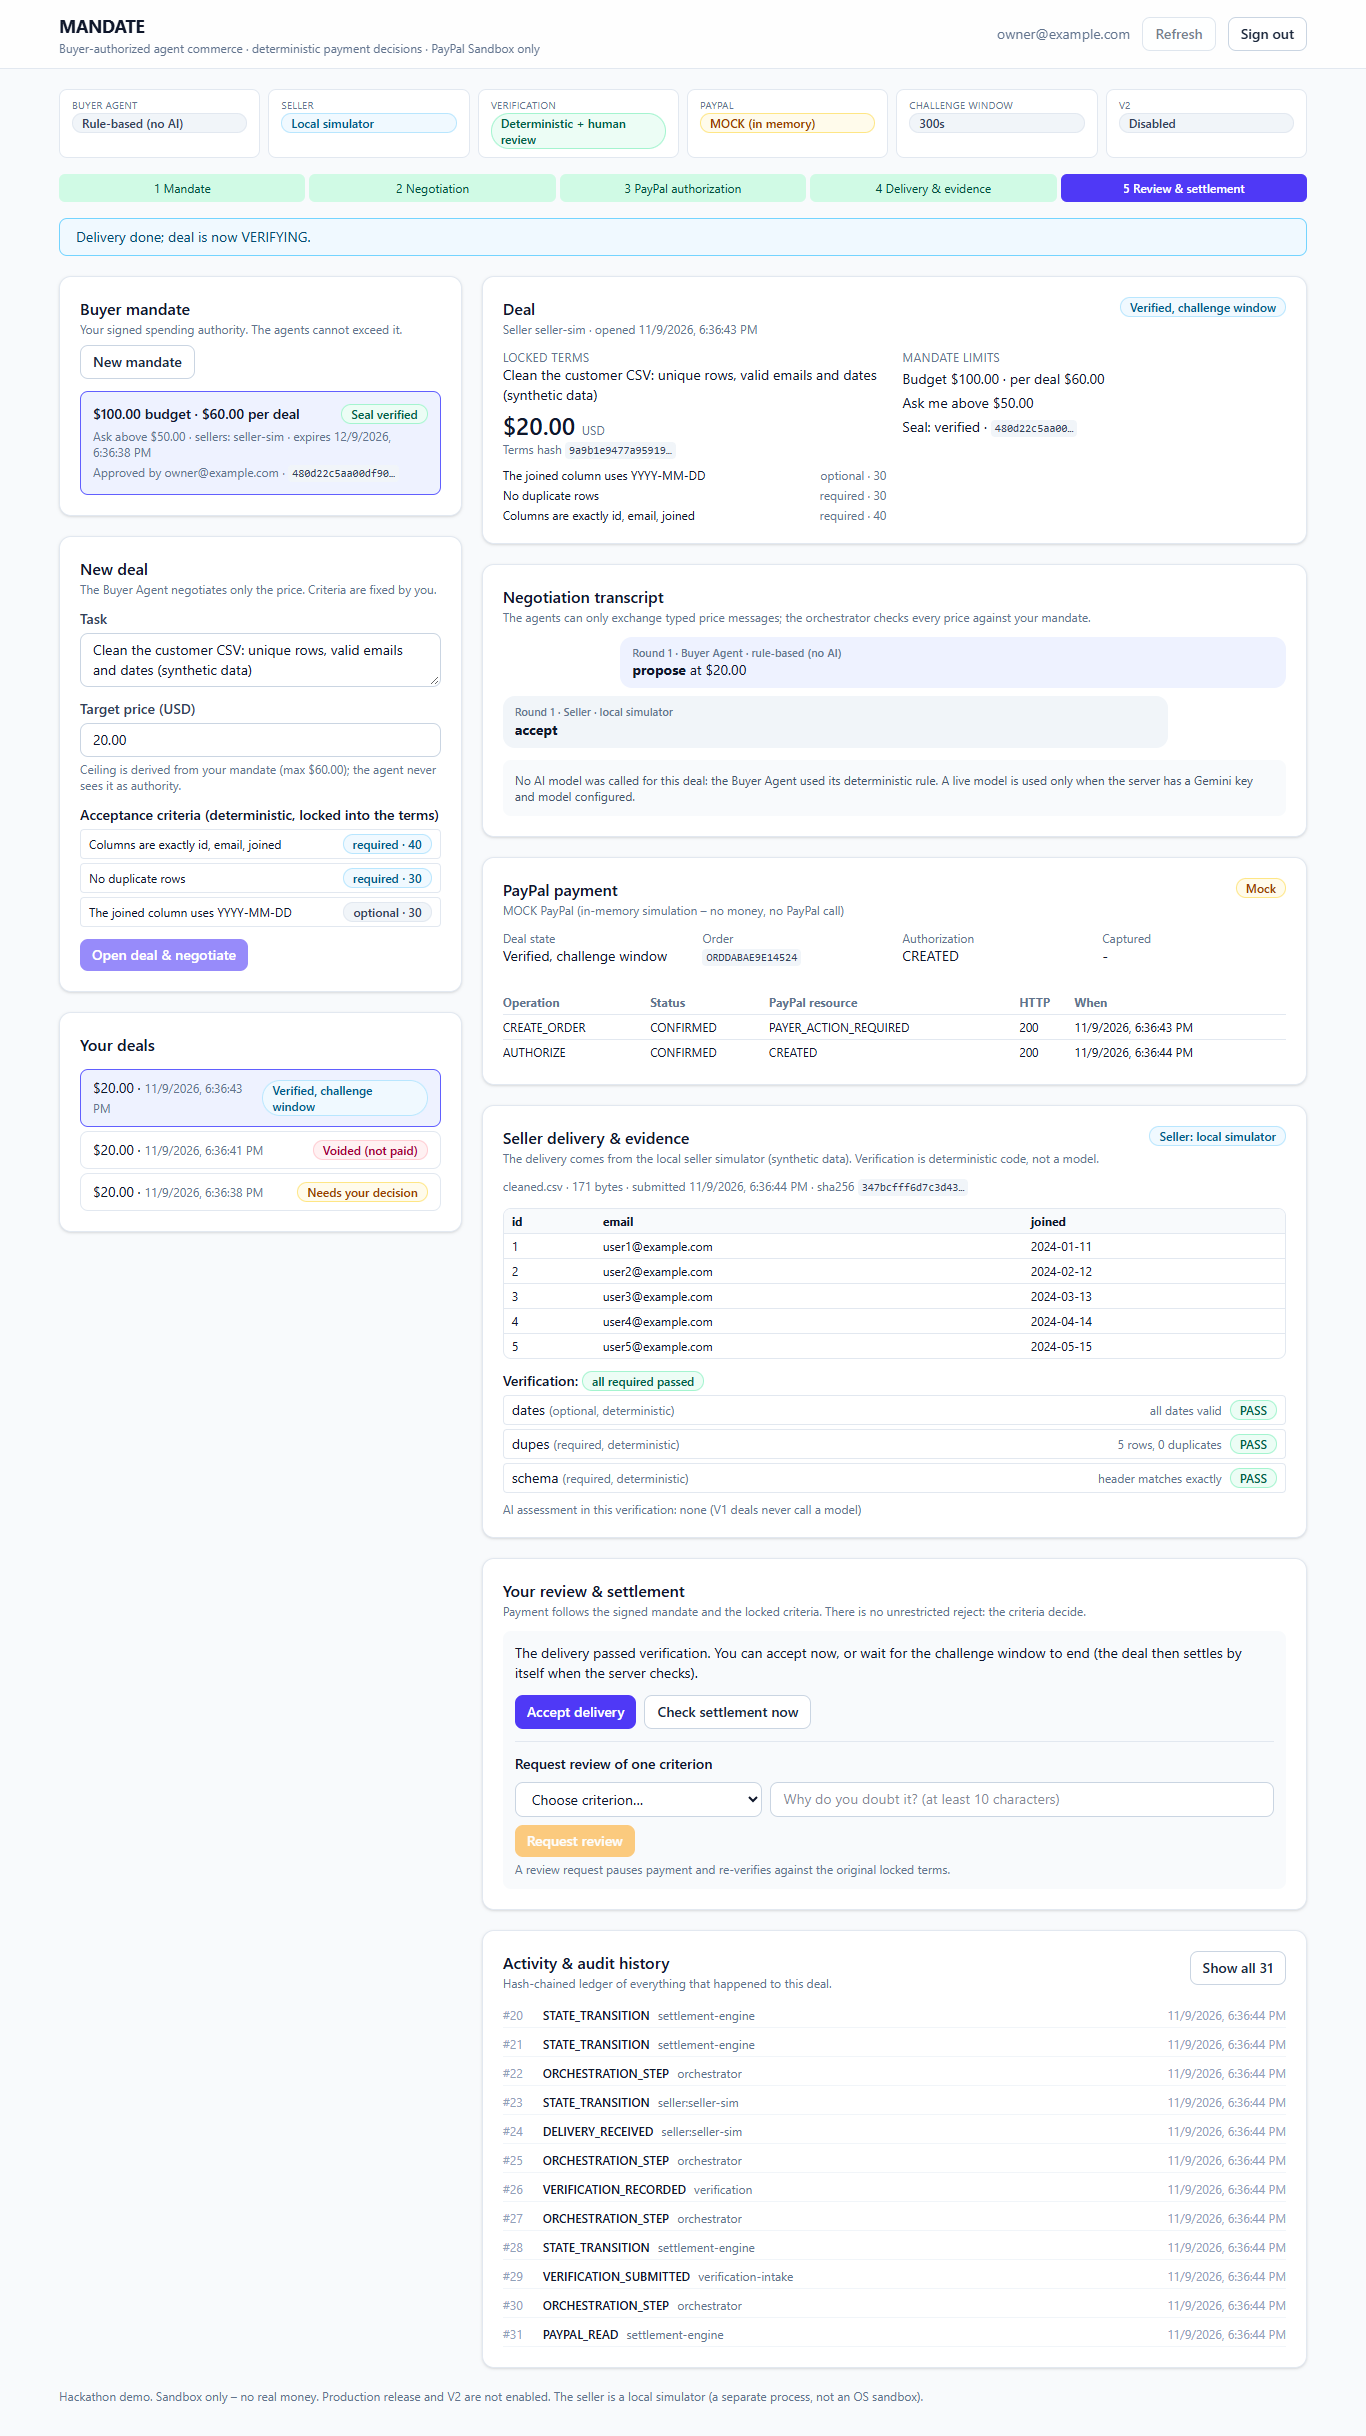 MANDATE
Buyer-authorized agent commerce · deterministic payment decisions · PayPal Sandbox only
owner@example.com
Refresh
Sign out
BUYER AGENT
Rule-based (no AI)
SELLER
Local simulator
VERIFICATION
Deterministic + human
review
PAYPAL
MOCK (in memory)
CHALLENGE WINDOW
300s
V2
Disabled
1 Mandate
2 Negotiation
3 PayPal authorization
4 Delivery & evidence
5 Review & settlement
Delivery done; deal is now VERIFYING.
Buyer mandate
Your signed spending authority. The agents cannot exceed it.
New mandate
$100.00 budget · $60.00 per deal
Seal verified
Ask above $50.00 · sellers: seller-sim · expires 12/9/2026,
6:36:38 PM
Approved by owner@example.com · 480d22c5aa00df90…
New deal
The Buyer Agent negotiates only the price. Criteria are fixed by you.
Task
Clean the customer CSV: unique rows, valid emails
and dates (synthetic data)
Target price (USD)
20.00
Ceiling is derived from your mandate (max $60.00); the agent never
sees it as authority.
Acceptance criteria (deterministic, locked into the terms)
Columns are exactly id, email, joined
required · 40
No duplicate rows
required · 30
The joined column uses YYYY-MM-DD
optional · 30
Open deal & negotiate
Your deals
$20.00 · 11/9/2026, 6:36:43
PM
Verified, challenge
window
$20.00 · 11/9/2026, 6:36:41 PM
Voided (not paid)
$20.00 · 11/9/2026, 6:36:38 PM
Needs your decision
Deal
Verified, challenge window
Seller seller-sim · opened 11/9/2026, 6:36:43 PM
LOCKED TERMS
Clean the customer CSV: unique rows, valid emails and dates
(synthetic data)
$20.00 USD
Terms hash 9a9b1e9477a95919…
The joined column uses YYYY-MM-DD
optional · 30
No duplicate rows
required · 30
Columns are exactly id, email, joined
required · 40
MANDATE LIMITS
Budget $100.00 · per deal $60.00
Ask me above $50.00
Seal: verified · 480d22c5aa00…
Negotiation transcript
The agents can only exchange typed price messages; the orchestrator checks every price against your mandate.
Round 1 · Buyer Agent · rule-based (no AI)
propose at $20.00
Round 1 · Seller · local simulator
accept
No AI model was called for this deal: the Buyer Agent used its deterministic rule. A live model is used only when the server has a Gemini key
and model configured.
PayPal payment
Mock
MOCK PayPal (in-memory simulation – no money, no PayPal call)
Deal state
Verified, challenge window
Order
ORDDABAE9E14524
Authorization
CREATED
Captured
-
Operation Status PayPal resource HTTP When
CREATE_ORDER CONFIRMED PAYER_ACTION_REQUIRED 200 11/9/2026, 6:36:43 PM
AUTHORIZE CONFIRMED CREATED 200 11/9/2026, 6:36:44 PM
Seller delivery & evidence
Seller: local simulator
The delivery comes from the local seller simulator (synthetic data). Verification is deterministic code, not a model.
cleaned.csv · 171 bytes · submitted 11/9/2026, 6:36:44 PM · sha256 347bcfff6d7c3d43…
id email joined
1 user1@example.com 2024-01-11
2 user2@example.com 2024-02-12
3 user3@example.com 2024-03-13
4 user4@example.com 2024-04-14
5 user5@example.com 2024-05-15
Verification: all required passed
dates (optional, deterministic) all dates valid PASS
dupes (required, deterministic) 5 rows, 0 duplicates PASS
schema (required, deterministic) header matches exactly PASS
AI assessment in this verification: none (V1 deals never call a model)
Your review & settlement
Payment follows the signed mandate and the locked criteria. There is no unrestricted reject: the criteria decide.
The delivery passed verification. You can accept now, or wait for the challenge window to end (the deal then settles by
itself when the server checks).
Accept delivery
Check settlement now
Request review of one criterion
Choose criterion...
Why do you doubt it? (at least 10 characters)
Request review
A review request pauses payment and re-verifies against the original locked terms.
Activity & audit history
Show all 31
Hash-chained ledger of everything that happened to this deal.
#20 STATE_TRANSITION settlement-engine 11/9/2026, 6:36:44 PM
#21 STATE_TRANSITION settlement-engine 11/9/2026, 6:36:44 PM
#22 ORCHESTRATION_STEP orchestrator 11/9/2026, 6:36:44 PM
#23 STATE_TRANSITION seller:seller-sim 11/9/2026, 6:36:44 PM
#24 DELIVERY_RECEIVED seller:seller-sim 11/9/2026, 6:36:44 PM
#25 ORCHESTRATION_STEP orchestrator 11/9/2026, 6:36:44 PM
#26 VERIFICATION_RECORDED verification 11/9/2026, 6:36:44 PM
#27 ORCHESTRATION_STEP orchestrator 11/9/2026, 6:36:44 PM
#28 STATE_TRANSITION settlement-engine 11/9/2026, 6:36:44 PM
#29 VERIFICATION_SUBMITTED verification-intake 11/9/2026, 6:36:44 PM
#30 ORCHESTRATION_STEP orchestrator 11/9/2026, 6:36:44 PM
#31 PAYPAL_READ settlement-engine 11/9/2026, 6:36:44 PM
Hackathon demo. Sandbox only – no real money. Production release and V2 are not enabled. The seller is a local simulator (a separate process, not an OS sandbox).